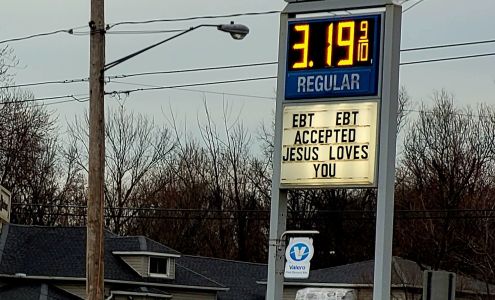 3.19 9/10
REGULAR
EBT EBT
ACCEPTED
JESUS LOVES
YOU
Valero